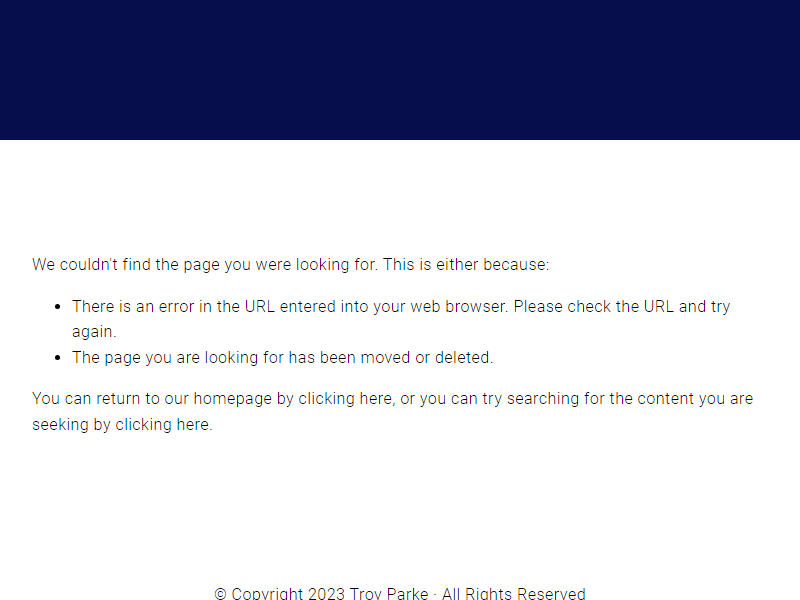 We couldn't find the page you were looking for. This is either because:
There is an error in the URL entered into your web browser. Please check the URL and try
again.
The page you are looking for has been moved or deleted.
You can return to our homepage by clicking here, or you can try searching for the content you are
seeking by clicking here.
© Copyright 2023 Troy Parke · All Rights Reserved